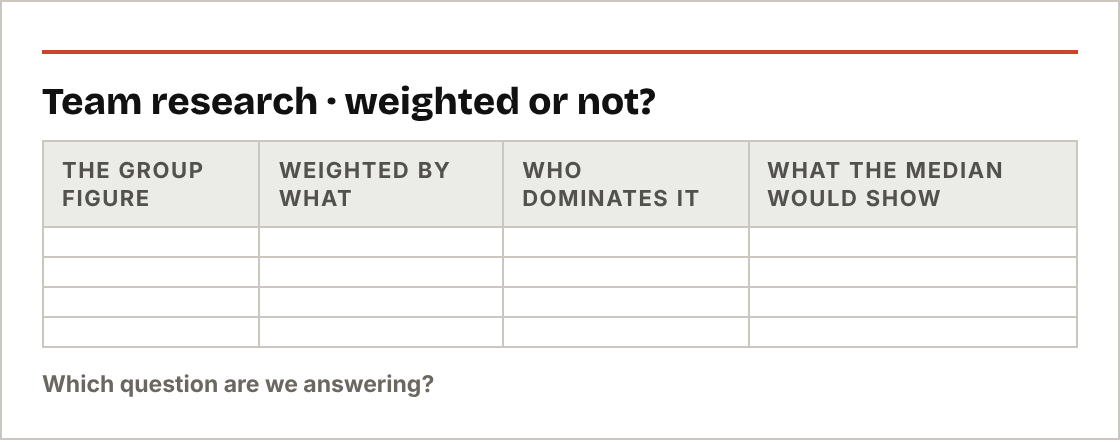 Team research · weighted or not?
THE GROUP FIGURE
WEIGHTED BY WHAT
WHO DOMINATES IT
WHAT THE MEDIAN WOULD SHOW
Which question are we answering?